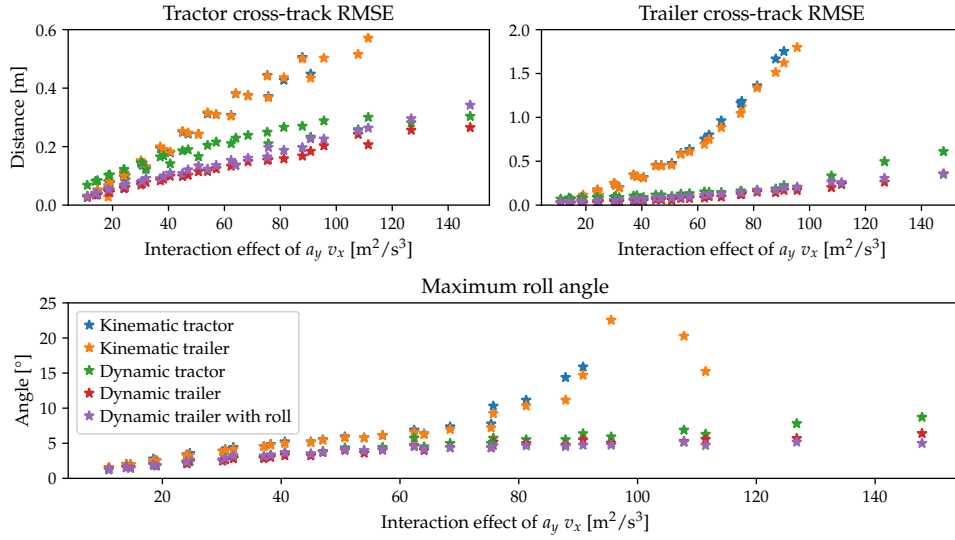 Tractor cross-track RMSE
Trailer cross-track RMSE
0.6
0.4
0.2
0.0
Distance [m]
20 40 60 80 100 120 140
Interaction effect of a_y v_x [m²/s³]
2.0
1.5
1.0
0.5
0.0
20 40 60 80 100 120 140
Interaction effect of a_y v_x [m²/s³]
Maximum roll angle
25
20
15
10
5
0
Angle [°]
Kinematic tractor
Kinematic trailer
Dynamic tractor
Dynamic trailer
Dynamic trailer with roll
20 40 60 80 100 120 140
Interaction effect of a_y v_x [m²/s³]